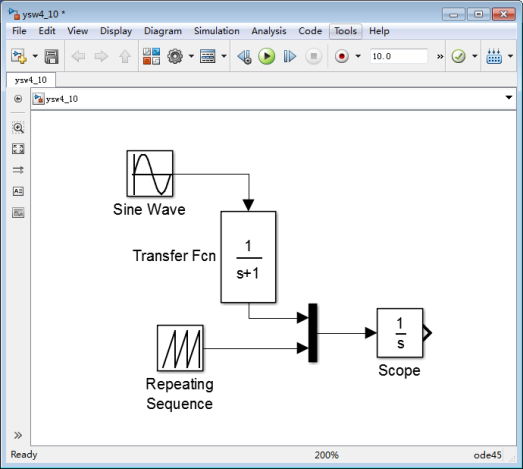 ysw4_10 *
File Edit View Display Diagram Simulation Analysis Code Tools Help
10.0 »
ysw4_10
ysw4_10
Sine Wave
Transfer Fcn
1
s+1
1
s
Scope
Repeating
Sequence
»
Ready 200% ode45